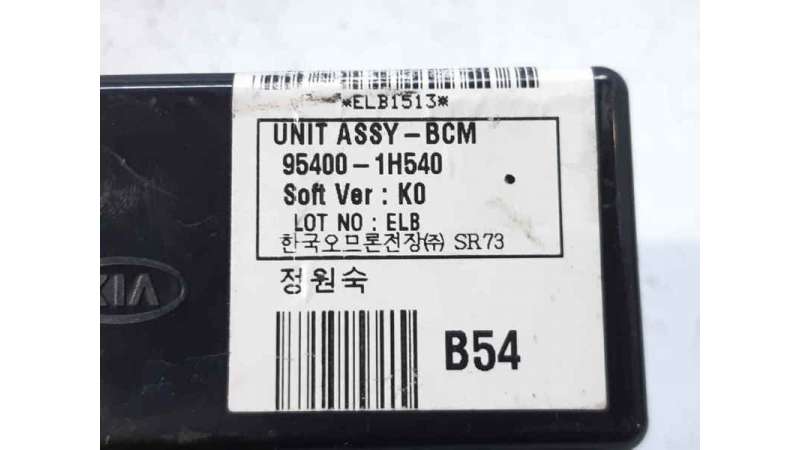 *ELB1513*
UNIT ASSY-BCM
95400-1H540
Soft Ver : K0
LOT NO : ELB
한국오므론전장㈜ SR73
정원숙
B54
KIA